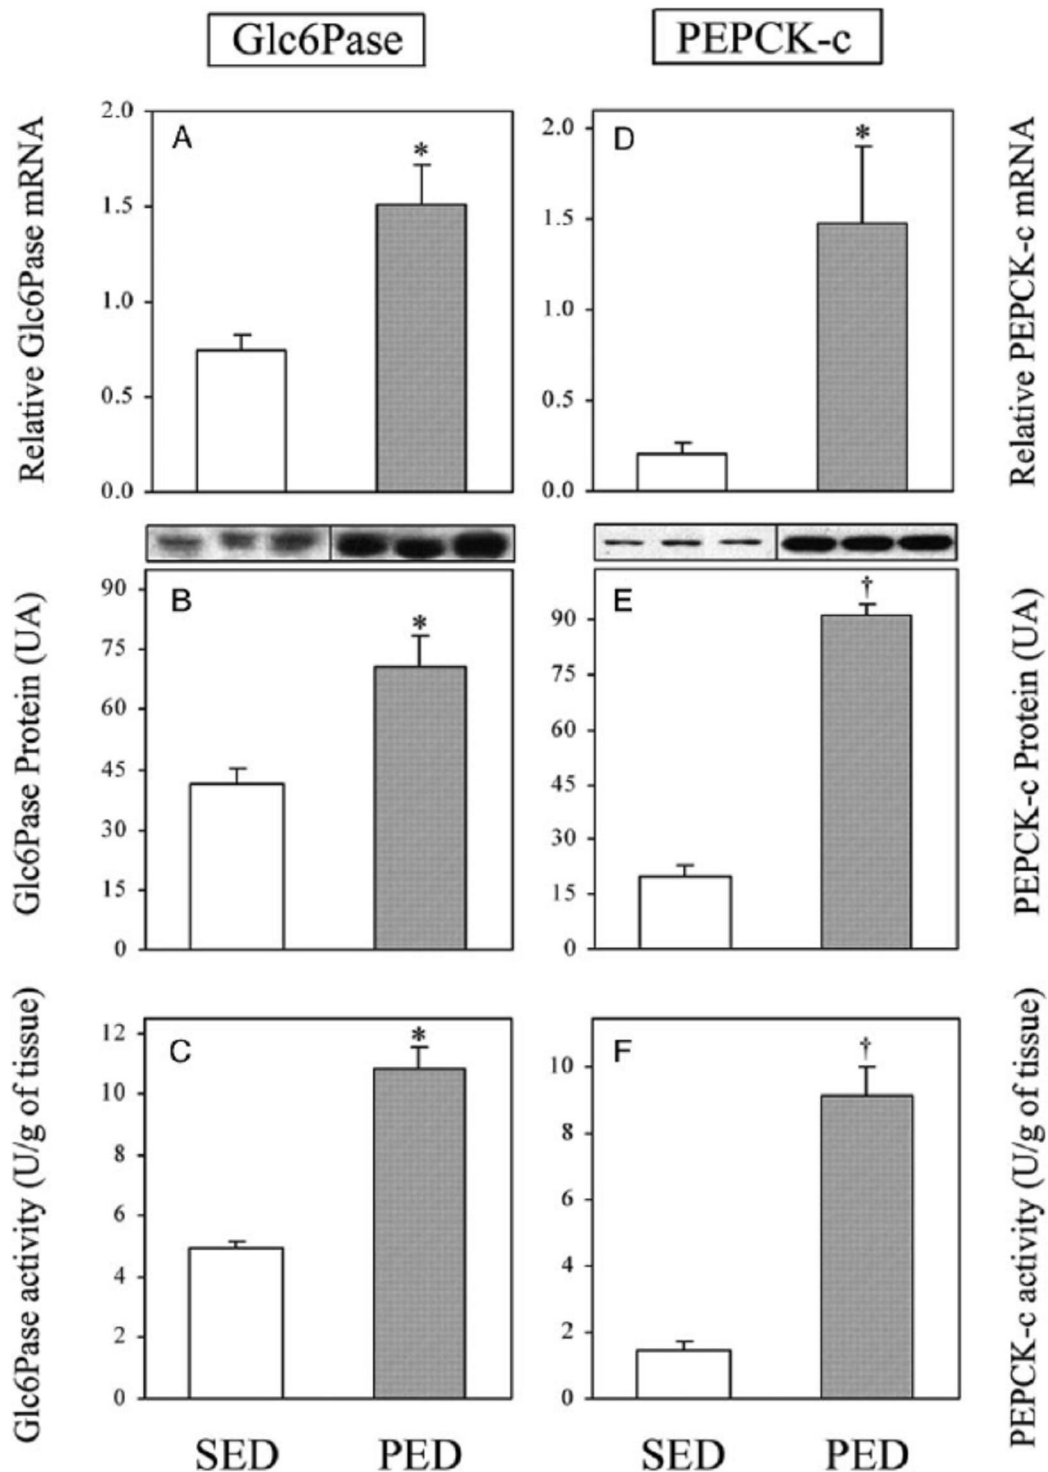 Glc6Pase
PEPCK-c
Relative Glc6Pase mRNA
2.0
1.5
1.0
0.5
0.0
A
*
Relative PEPCK-c mRNA
2.0
1.5
1.0
0.5
0.0
D
*
Glc6Pase Protein (UA)
90
75
60
45
30
15
0
B
*
PEPCK-c Protein (UA)
90
75
60
45
30
15
0
E
†
Glc6Pase activity (U/g of tissue)
12
10
8
6
4
2
0
C
*
PEPCK-c activity (U/g of tissue)
10
8
6
4
2
0
F
†
SED PED
SED PED